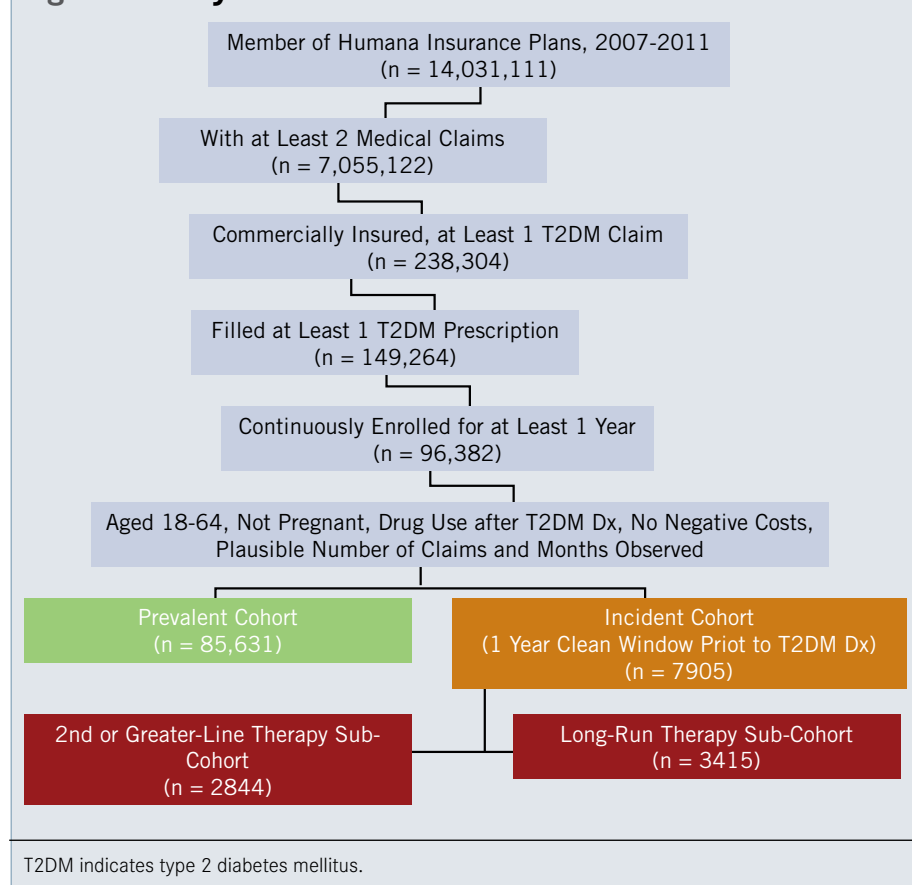 Member of Humana Insurance Plans, 2007-2011
(n = 14,031,111)
With at Least 2 Medical Claims
(n = 7,055,122)
Commercially Insured, at Least 1 T2DM Claim
(n = 238,304)
Filled at Least 1 T2DM Prescription
(n = 149,264)
Continuously Enrolled for at Least 1 Year
(n = 96,382)
Aged 18-64, Not Pregnant, Drug Use after T2DM Dx, No Negative Costs,
Plausible Number of Claims and Months Observed
Prevalent Cohort
(n = 85,631)
Incident Cohort
(1 Year Clean Window Priot to T2DM Dx)
(n = 7905)
2nd or Greater-Line Therapy Sub-
Cohort
(n = 2844)
Long-Run Therapy Sub-Cohort
(n = 3415)
T2DM indicates type 2 diabetes mellitus.